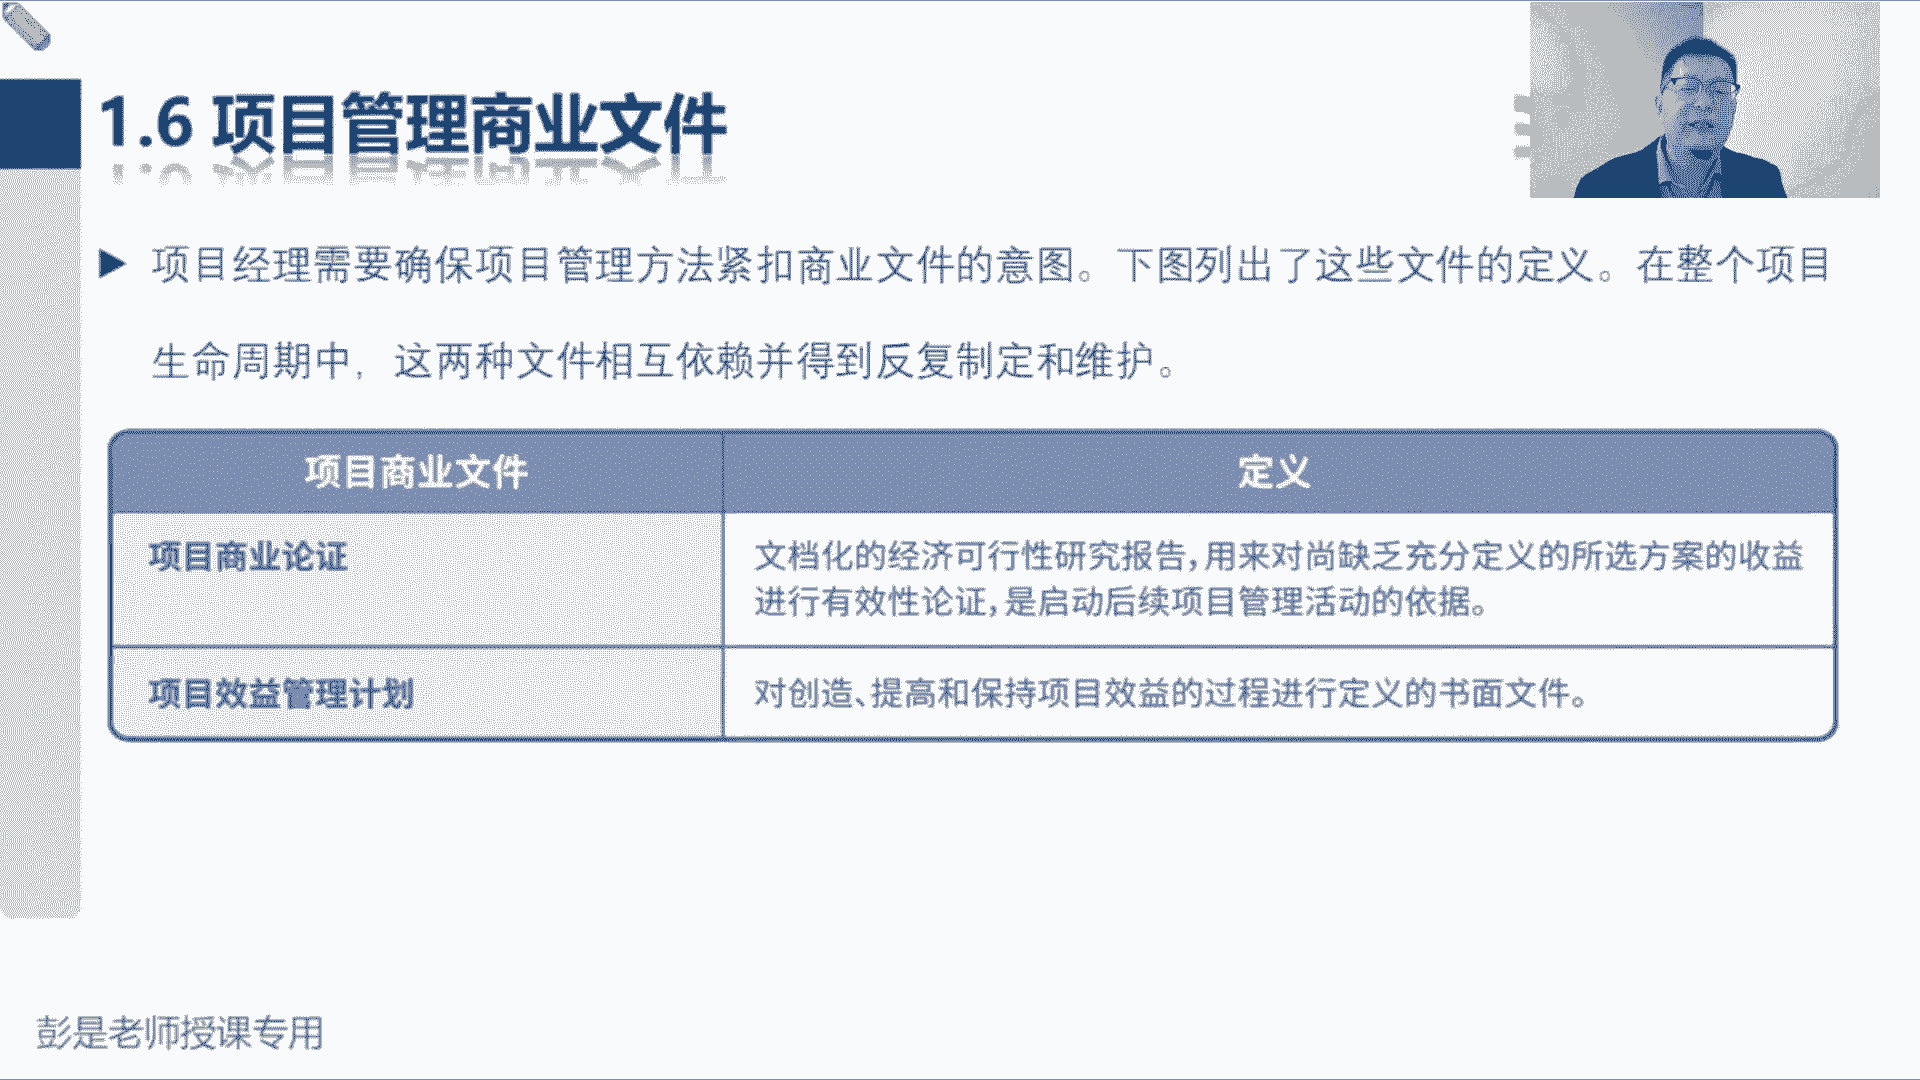 1.6 项目管理商业文件
项目经理需要确保项目管理方法紧扣商业文件的意图。下图列出了这些文件的定义。在整个项目
生命周期中，这两种文件相互依赖并得到反复制定和维护。
项目商业文件
定义
项目商业论证
文档化的经济可行性研究报告，用来对尚缺乏充分定义的所选方案的收益
进行有效性论证，是启动后续项目管理活动的依据。
项目效益管理计划
对创造、提高和保持项目效益的过程进行定义的书面文件。
彭是老师授课专用